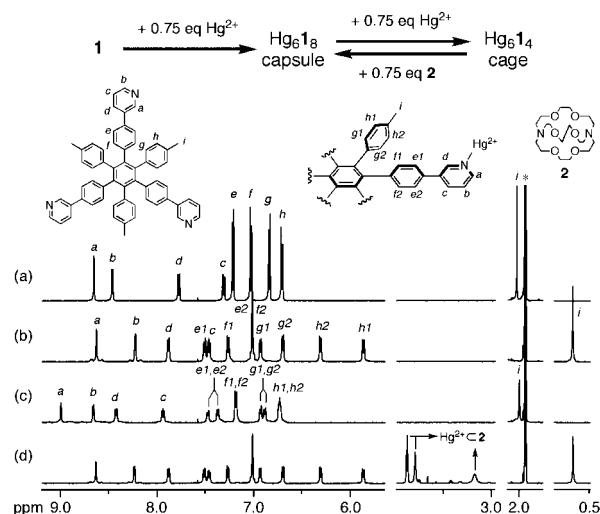 + 0.75 eq Hg2+
+ 0.75 eq Hg2+
1
Hg618
capsule
Hg614
cage
+ 0.75 eq 2
b
N
c
a
d
e
f
g
h
i
N
N
i
h1
g1
h2
g2
f1
e1
d
N
Hg2+
a
f2
e2
c
b
O O
N O O N
O O
2
e f g h
i *
a b d c
(a)
e2 f2
a b d e1 c f1 g1 g2 h2 h1 i
(b)
e1,e2 g1,g2
a b d c f1,f2 h1,h2 i
(c)
Hg2+⊂2
(d)
ppm 9.0 8.0 7.0 6.0 3.0 2.0 0.5